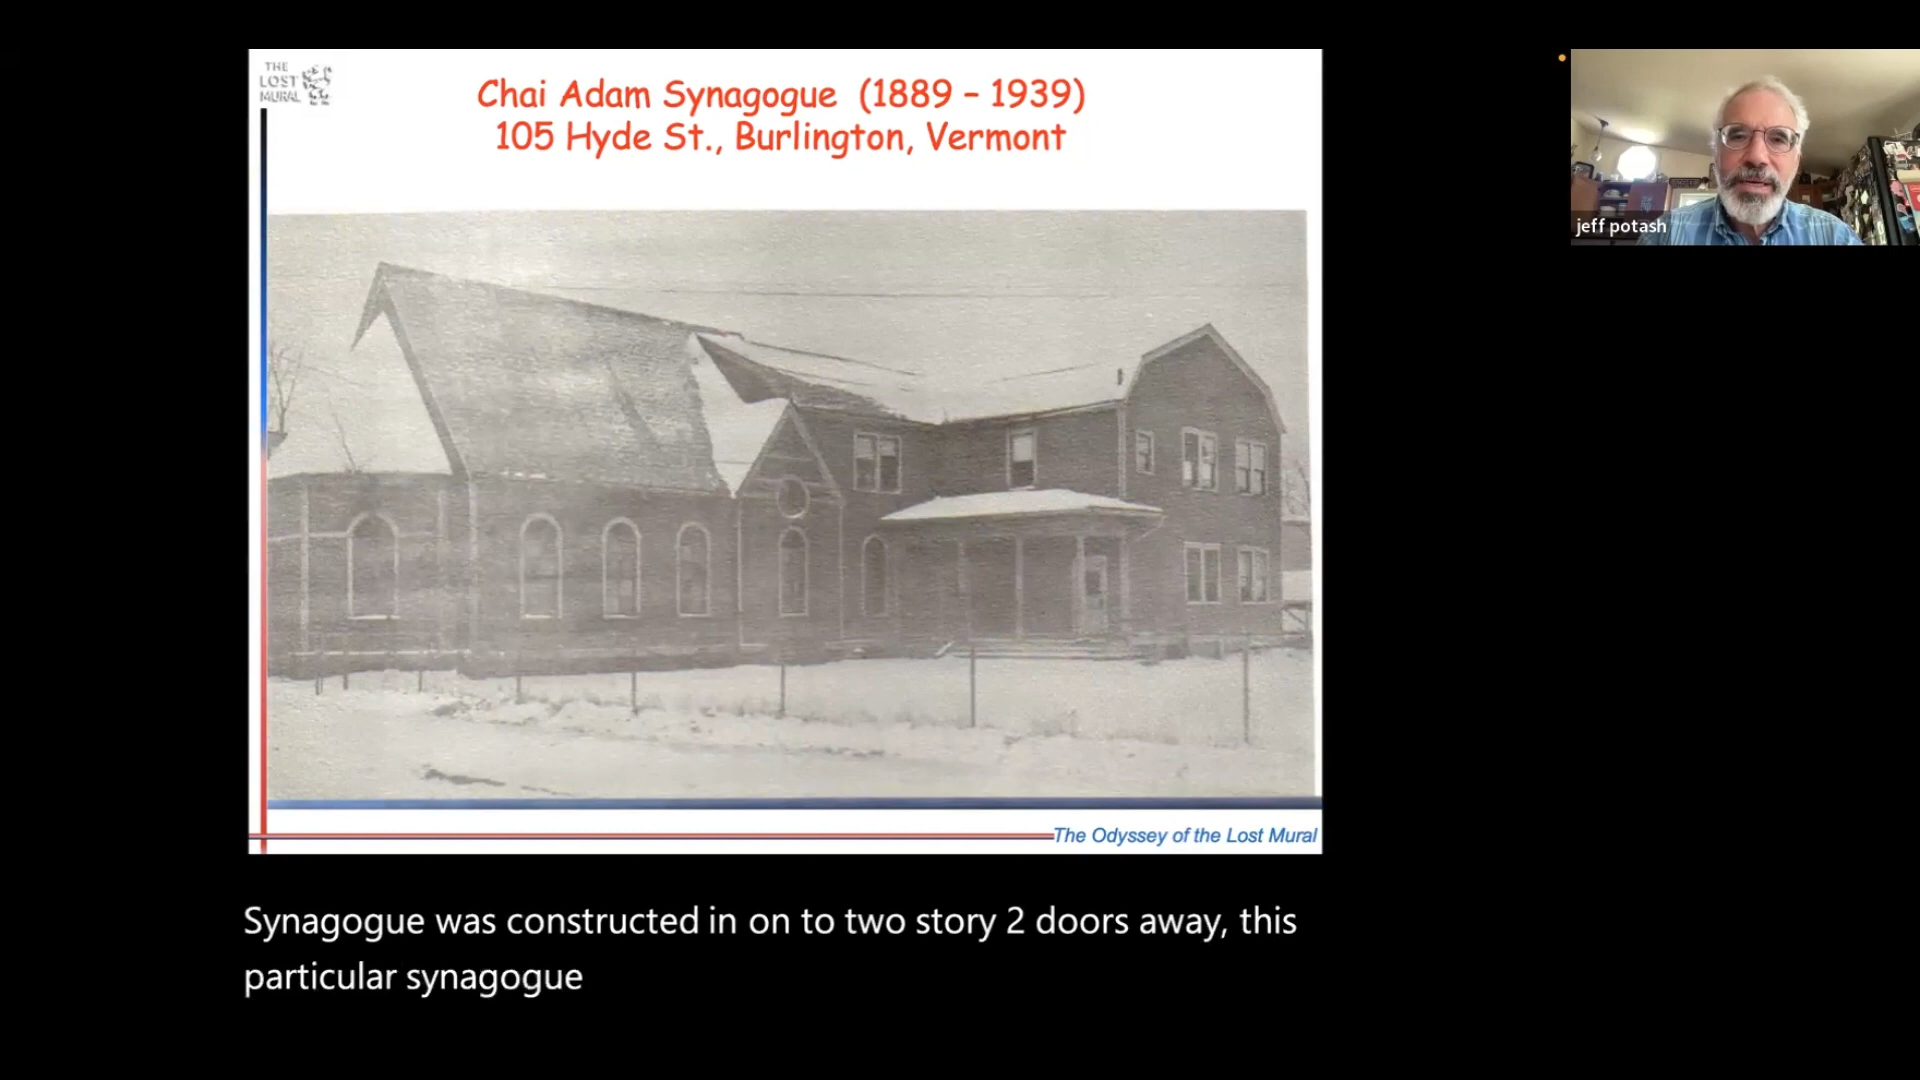 THE
LOST
MURAL
Chai Adam Synagogue (1889 – 1939)
105 Hyde St., Burlington, Vermont
jeff potash
The Odyssey of the Lost Mural
Synagogue was constructed in on to two story 2 doors away, this
particular synagogue